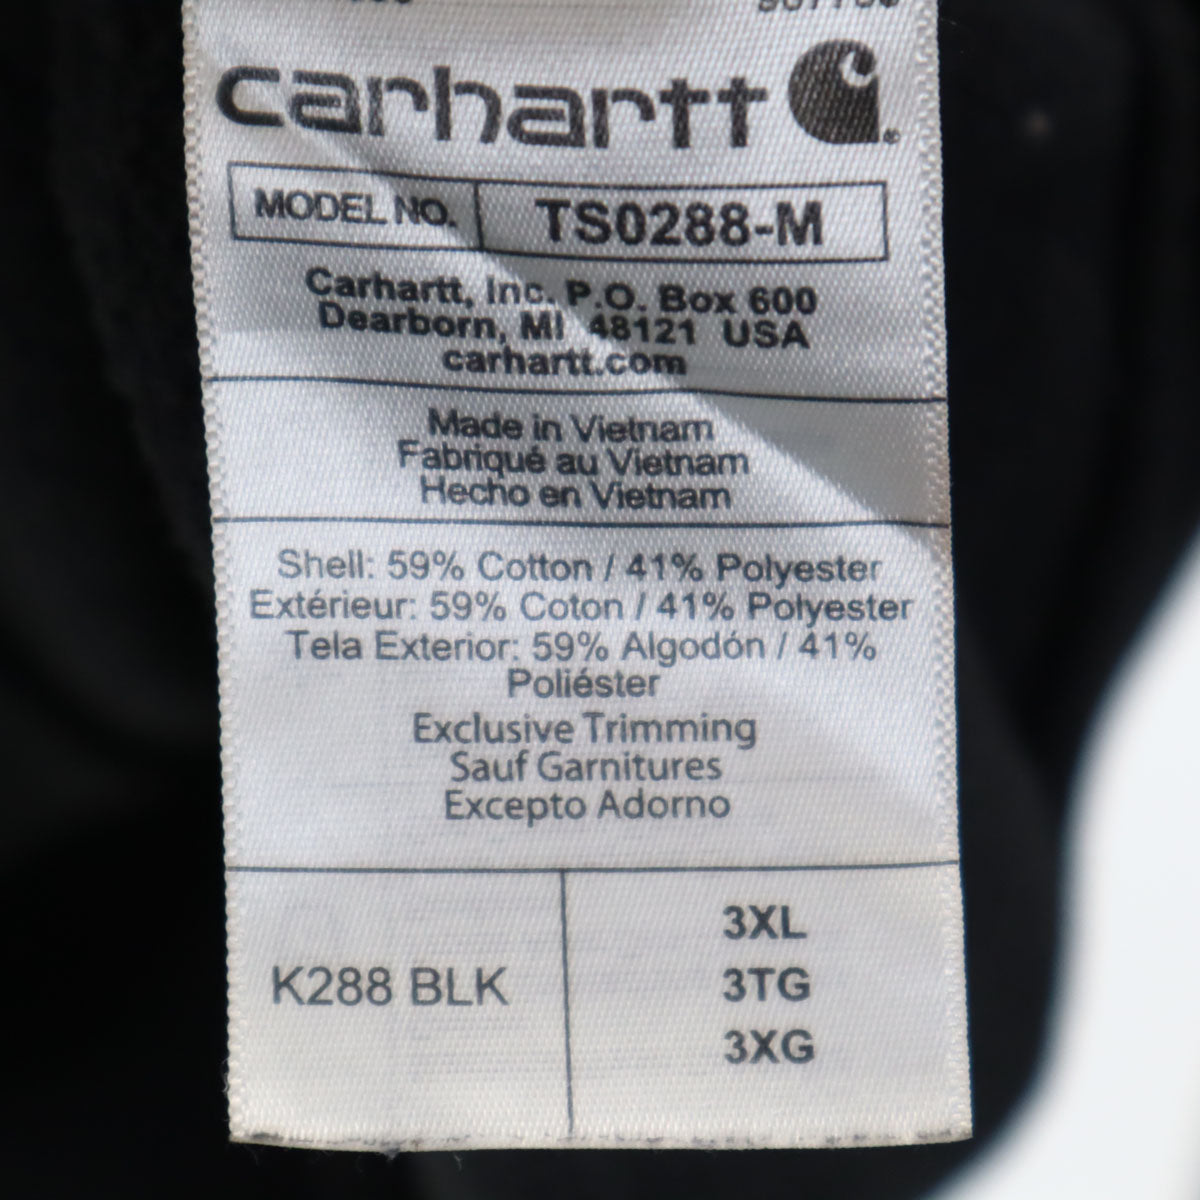 carhartt
MODEL NO. TS0288-M
Carhartt, Inc. P.O. Box 600
Dearborn, MI 48121 USA
carhartt.com
Made in Vietnam
Fabriqué au Vietnam
Hecho en Vietnam
Shell: 59% Cotton / 41% Polyester
Extérieur: 59% Coton / 41% Polyester
Tela Exterior: 59% Algodón / 41%
Poliéster
Exclusive Trimming
Sauf Garnitures
Excepto Adorno
K288 BLK
3XL
3TG
3XG